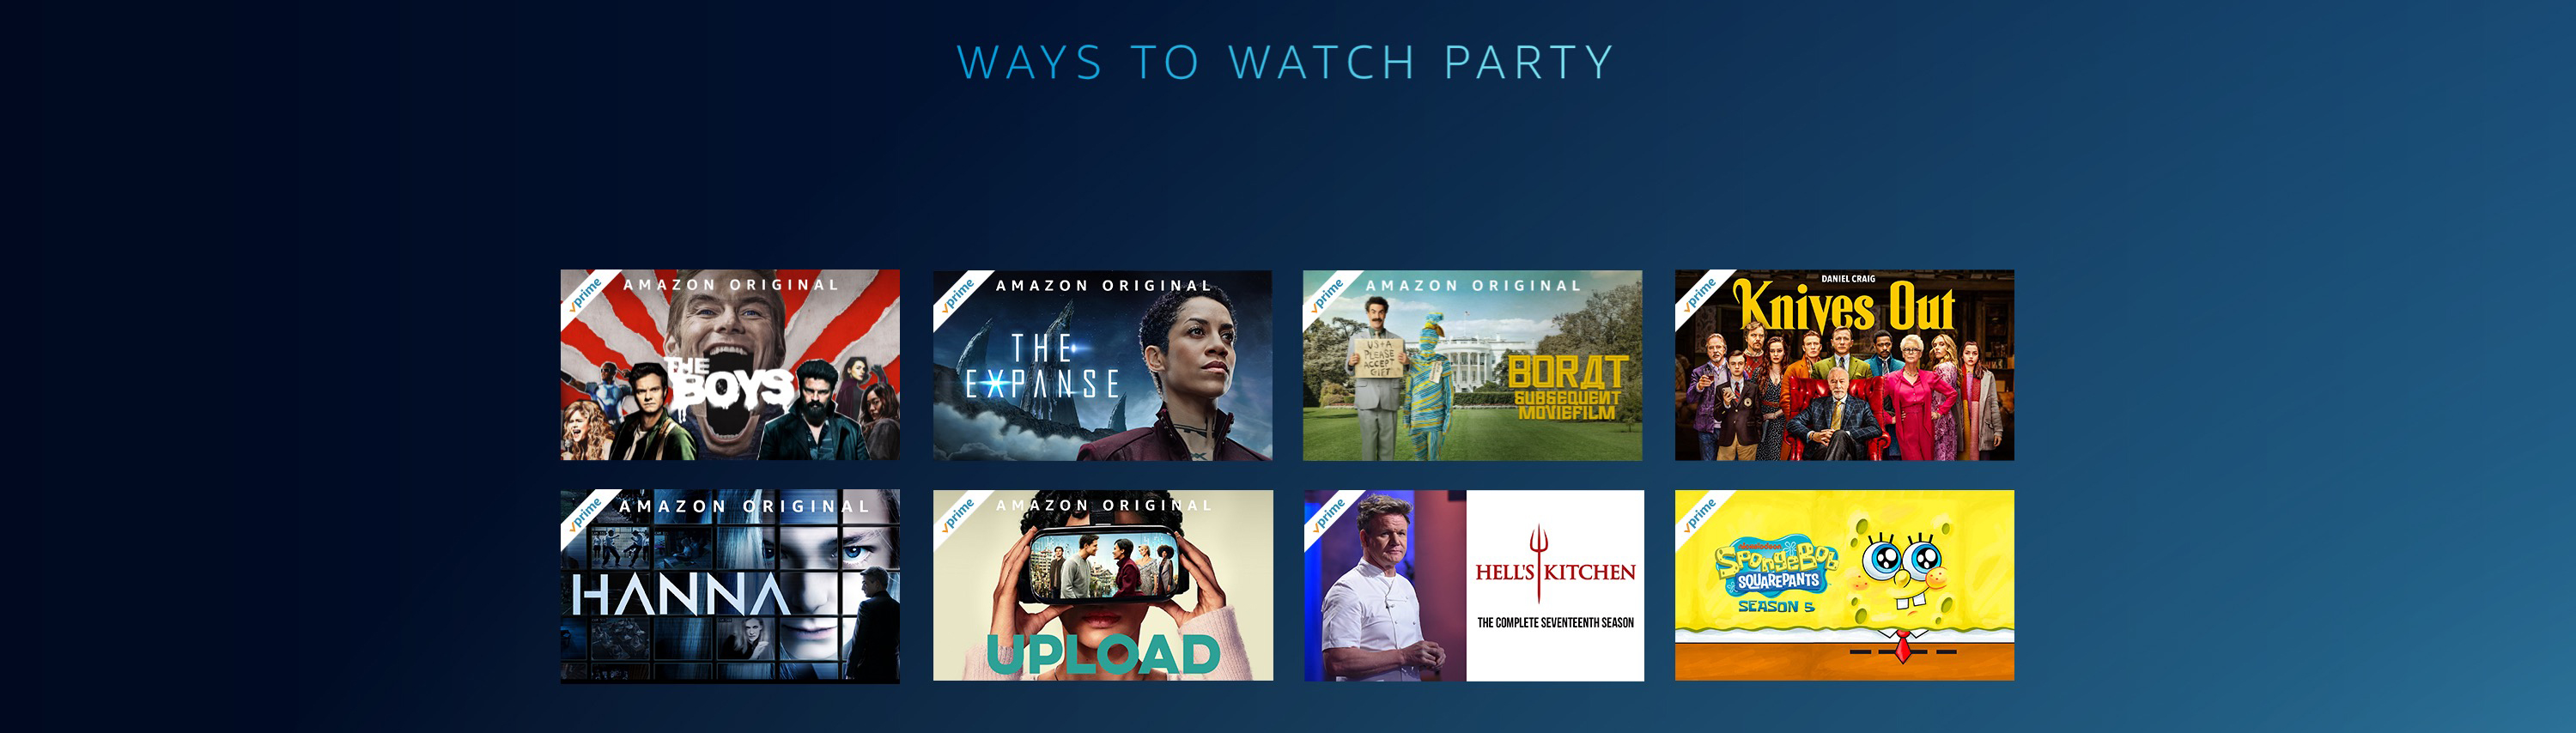 WAYS TO WATCH PARTY
prime
AMAZON ORIGINAL
THE
BOYS
prime
AMAZON ORIGINAL
THE
EXPANSE
prime
AMAZON ORIGINAL
US+A
PLEASE
ACCEPT
GIFT
BORAT
SUBSEQUENT
MOVIEFILM
prime
DANIEL CRAIG
Knives Out
prime
AMAZON ORIGINAL
HANNA
prime
AMAZON ORIGINAL
UPLOAD
prime
HELL'S KITCHEN
THE COMPLETE SEVENTEENTH SEASON
prime
nickelodeon
SPONGEBOB
SQUAREPANTS
SEASON 5